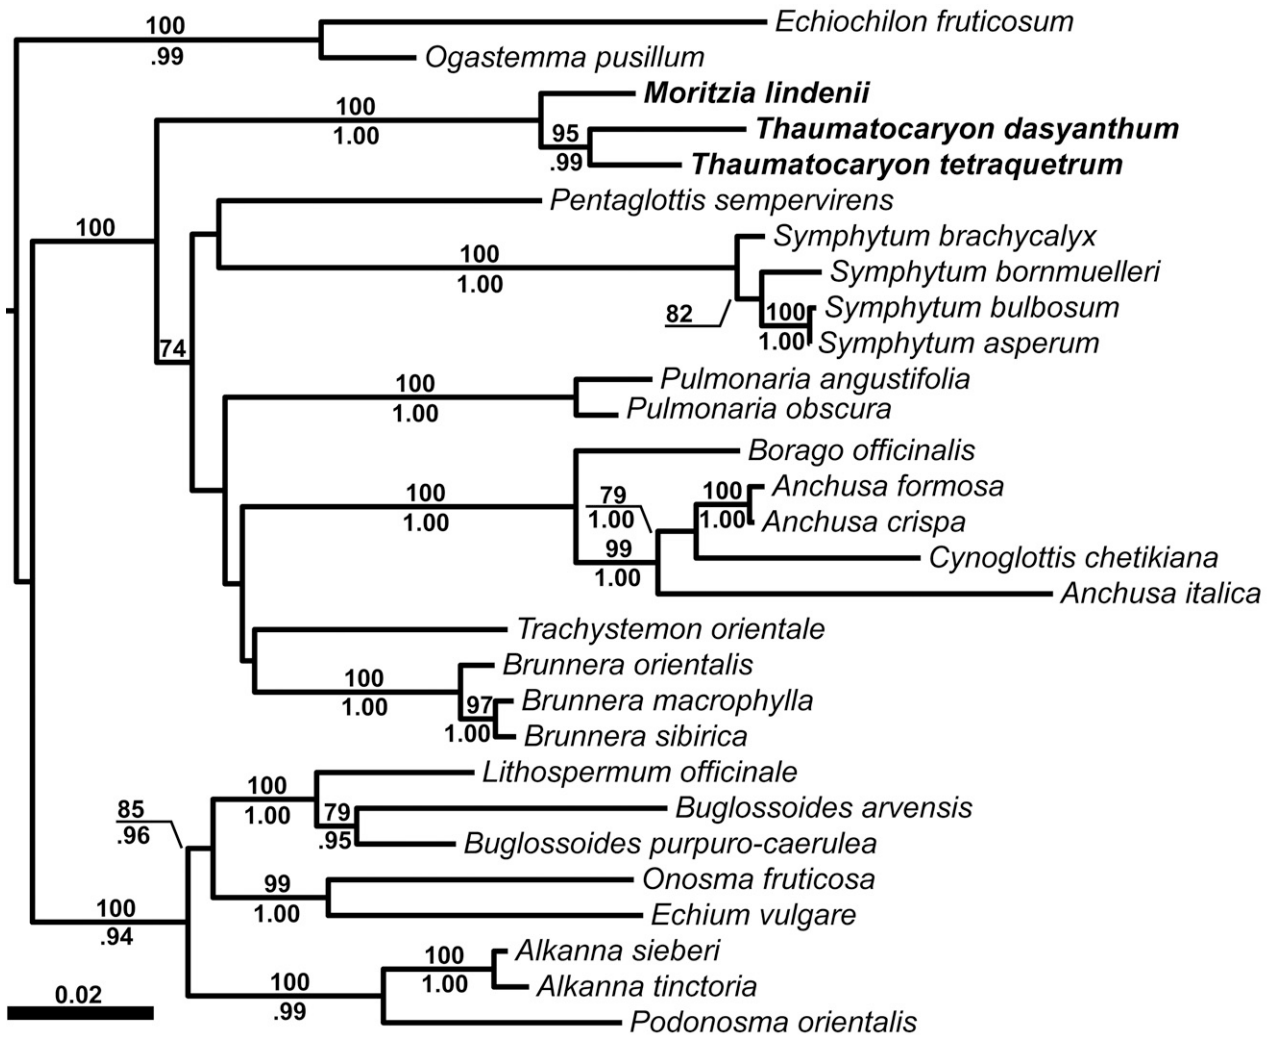 100
Echiochilon fruticosum
.99
Ogastemma pusillum
Moritzia lindenii
100
1.00
95
Thaumatocaryon dasyanthum
.99
Thaumatocaryon tetraquetrum
Pentaglottis sempervirens
100
Symphytum brachycalyx
100
1.00
Symphytum bornmuelleri
82
100
Symphytum bulbosum
1.00
Symphytum asperum
74
Pulmonaria angustifolia
100
1.00
Pulmonaria obscura
Borago officinalis
100
1.00
79
1.00
100
Anchusa formosa
1.00
Anchusa crispa
99
1.00
Cynoglottis chetikiana
Anchusa italica
Trachystemon orientale
Brunnera orientalis
100
1.00
97
Brunnera macrophylla
1.00
Brunnera sibirica
Lithospermum officinale
100
1.00
79
Buglossoides arvensis
.95
Buglossoides purpuro-caerulea
85
.96
99
1.00
Onosma fruticosa
Echium vulgare
100
.94
100
Alkanna sieberi
1.00
Alkanna tinctoria
100
.99
Podonosma orientalis
0.02